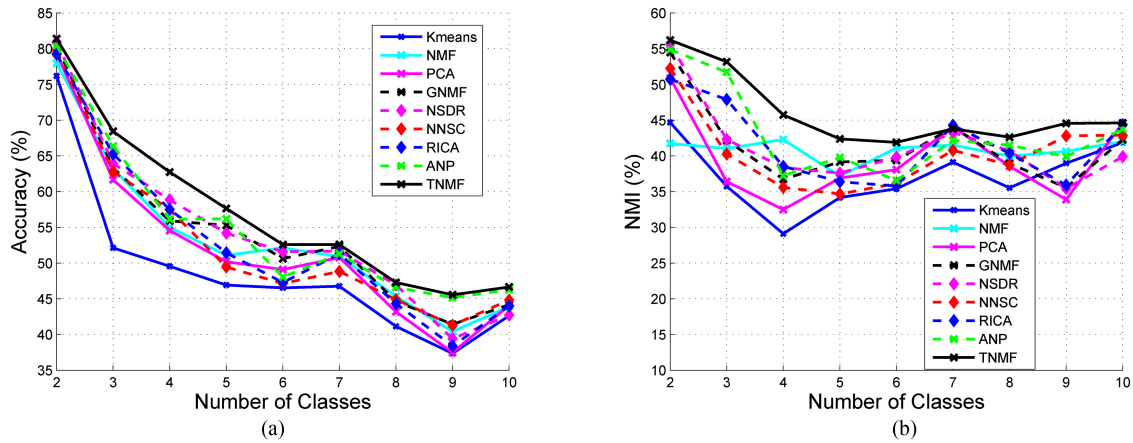 85
80
75
70
65
60
55
50
45
40
35
2 3 4 5 6 7 8 9 10
Accuracy (%)
Number of Classes
Kmeans
NMF
PCA
GNMF
NSDR
NNSC
RICA
ANP
TNMF
(a)
60
55
50
45
40
35
30
25
20
15
10
2 3 4 5 6 7 8 9 10
NMI (%)
Number of Classes
Kmeans
NMF
PCA
GNMF
NSDR
NNSC
RICA
ANP
TNMF
(b)